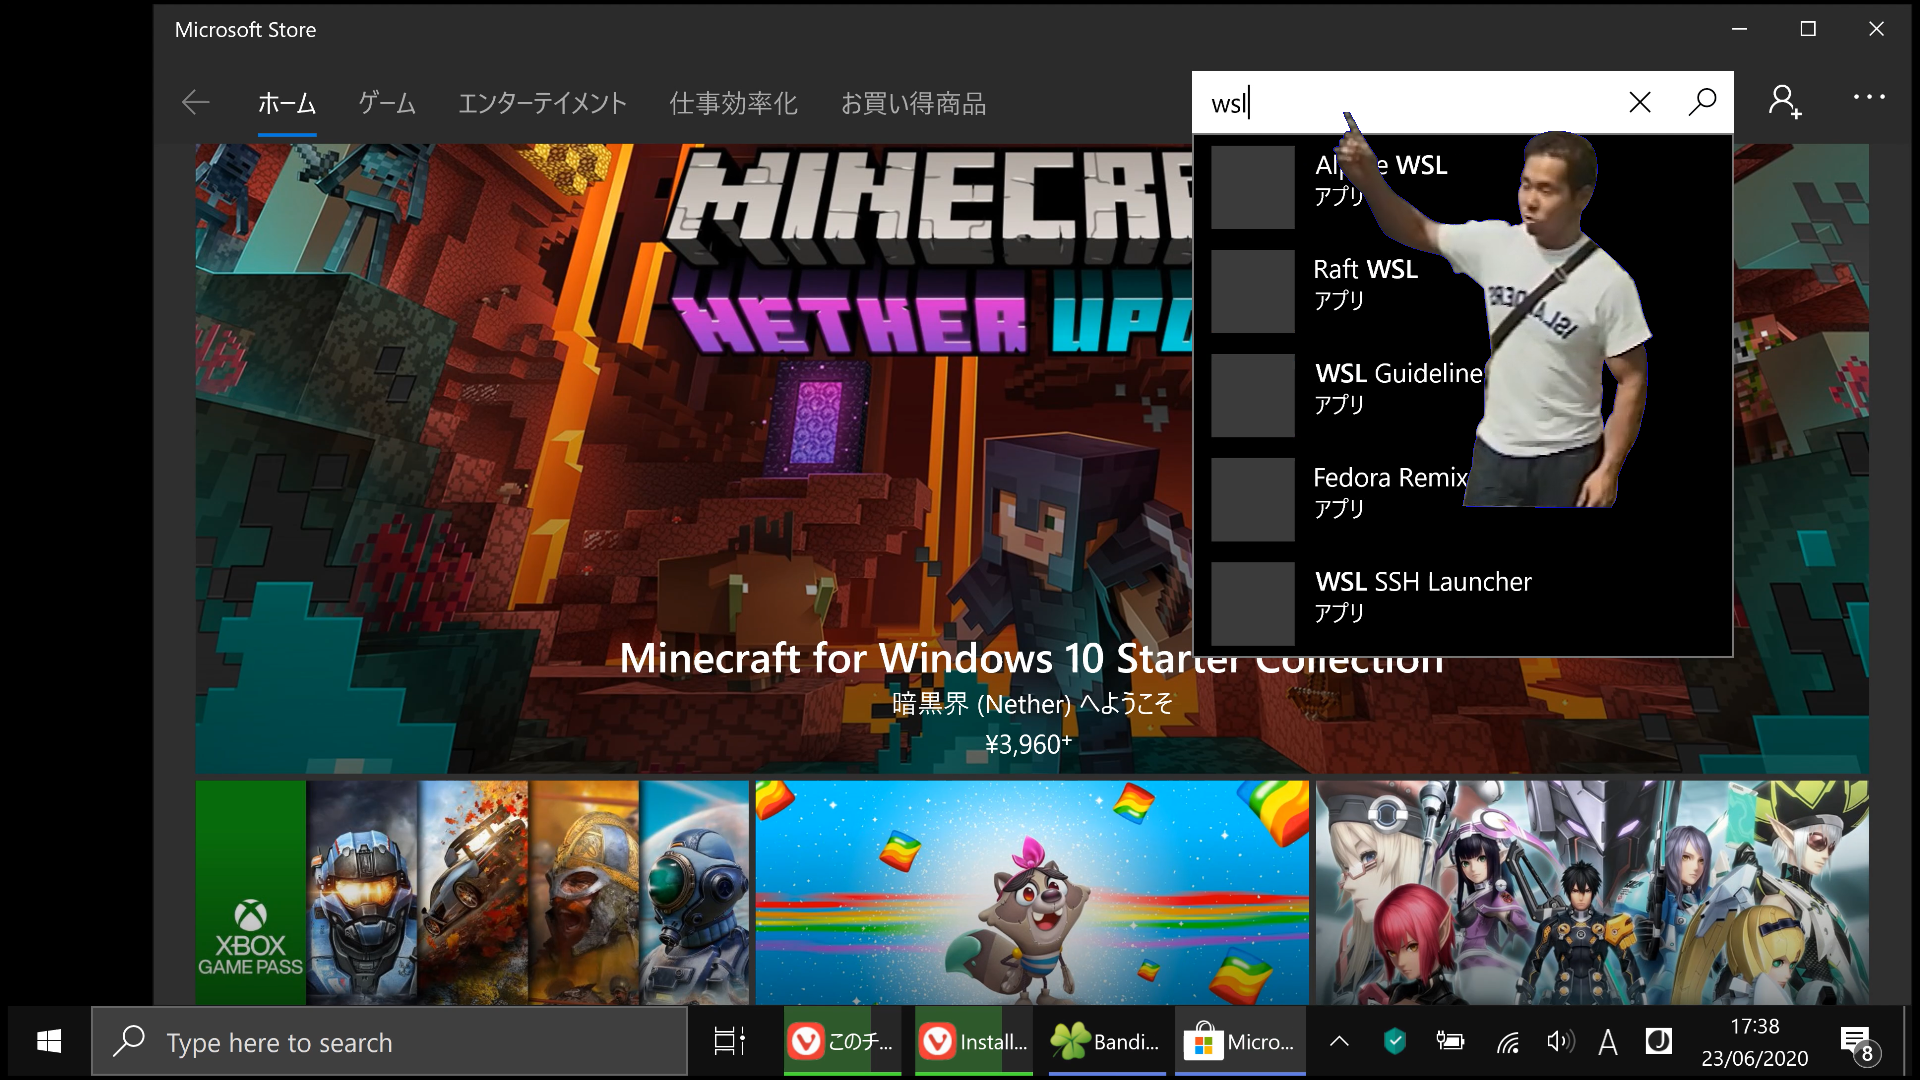 Microsoft Store
ホーム ゲーム エンターテイメント 仕事効率化 お買い得商品
wsl
WSL
アプリ
Raft WSL
アプリ
WSL Guideline
アプリ
Fedora Remix
アプリ
WSL SSH Launcher
アプリ
MINECR
NETHER UPD
Minecraft for Windows 10 Starter Collection
暗黒界 (Nether) へようこそ
¥3,960+
XBOX
GAME PASS
Type here to search
このチ...
Install...
Bandi...
Micro...
A
J
17:38
23/06/2020
8